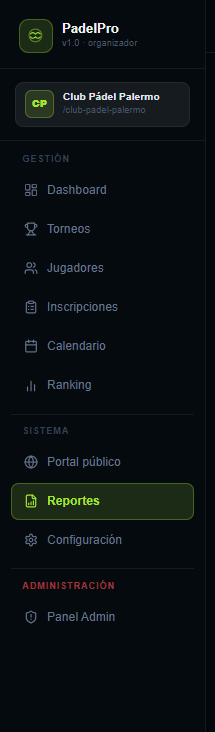 PadelPro
v1.0 · organizador
CP
Club Pádel Palermo
/club-padel-palermo
GESTIÓN
Dashboard
Torneos
Jugadores
Inscripciones
Calendario
Ranking
SISTEMA
Portal público
Reportes
Configuración
ADMINISTRACIÓN
Panel Admin